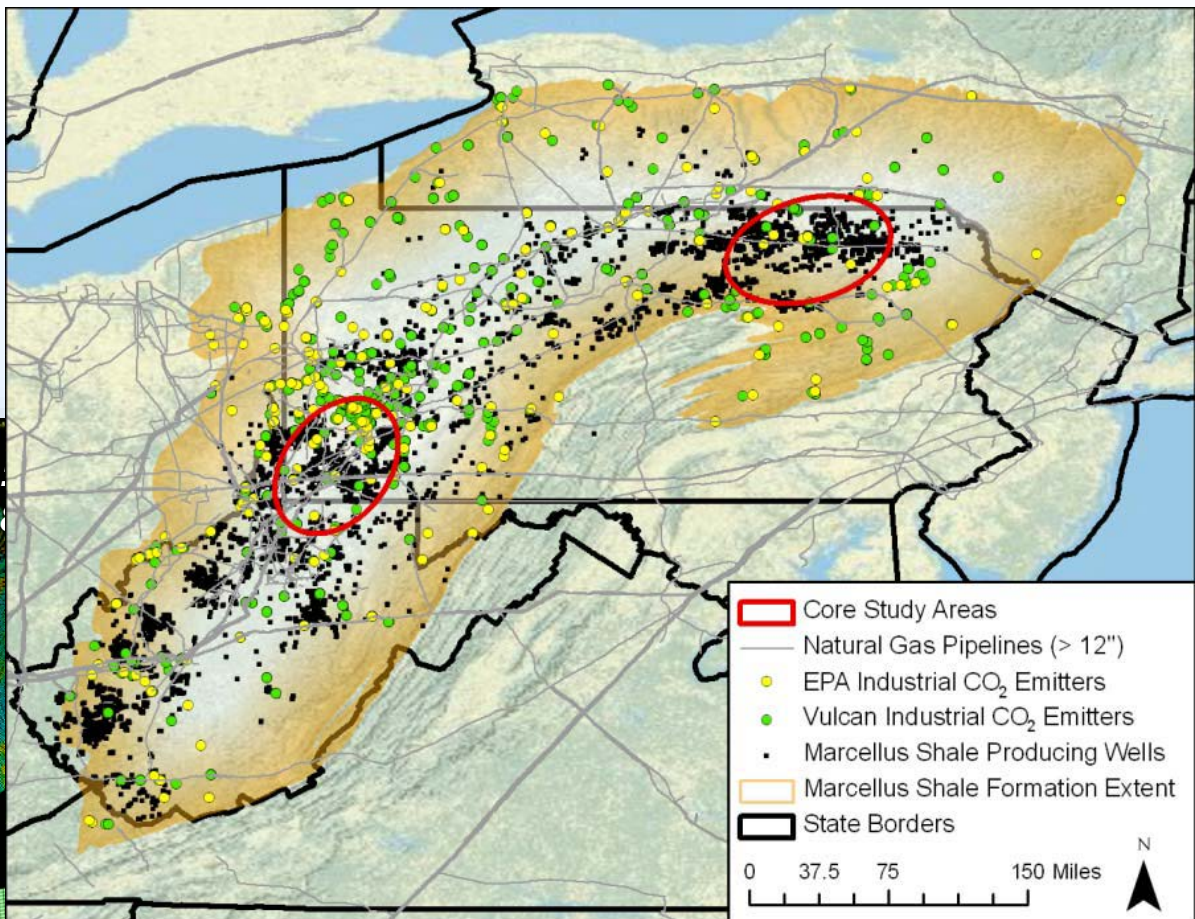 Core Study Areas
Natural Gas Pipelines (> 12")
EPA Industrial CO₂ Emitters
Vulcan Industrial CO₂ Emitters
Marcellus Shale Producing Wells
Marcellus Shale Formation Extent
State Borders
N
0 37.5 75 150 Miles